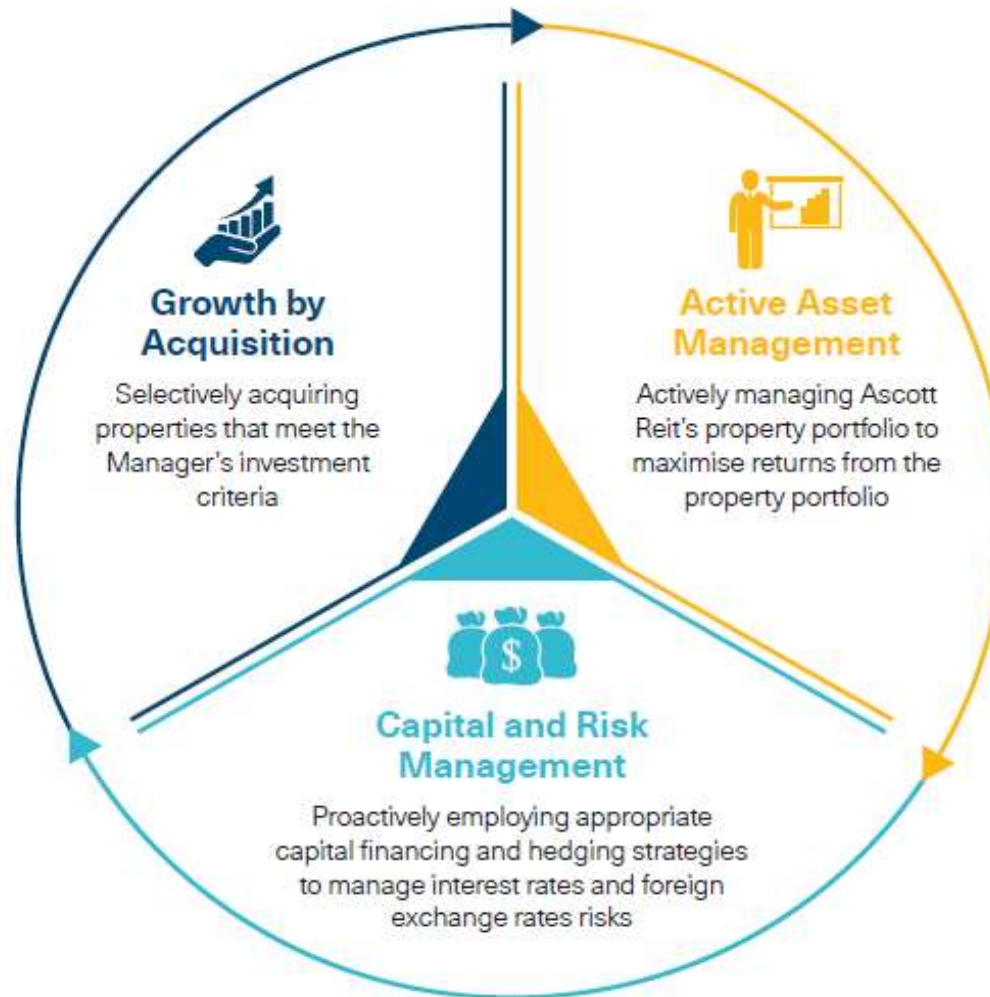 Growth by
Acquisition
Selectively acquiring
properties that meet the
Manager's investment
criteria
Active Asset
Management
Actively managing Ascott
Reit's property portfolio to
maximise returns from the
property portfolio
$
Capital and Risk
Management
Proactively employing appropriate
capital financing and hedging strategies
to manage interest rates and foreign
exchange rates risks